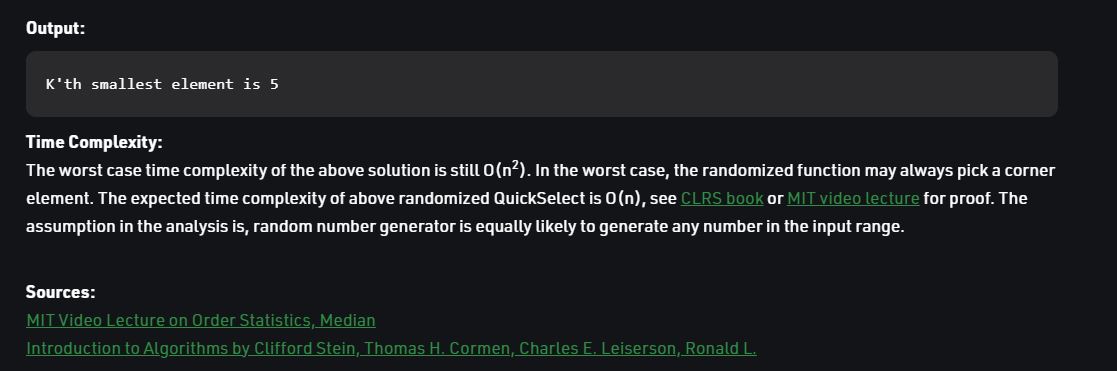 Output:
K'th smallest element is 5
Time Complexity:
The worst case time complexity of the above solution is still O(n²). In the worst case, the randomized function may always pick a corner
element. The expected time complexity of above randomized QuickSelect is O(n), see CLRS book or MIT video lecture for proof. The
assumption in the analysis is, random number generator is equally likely to generate any number in the input range.
Sources:
MIT Video Lecture on Order Statistics, Median
Introduction to Algorithms by Clifford Stein, Thomas H. Cormen, Charles E. Leiserson, Ronald L.